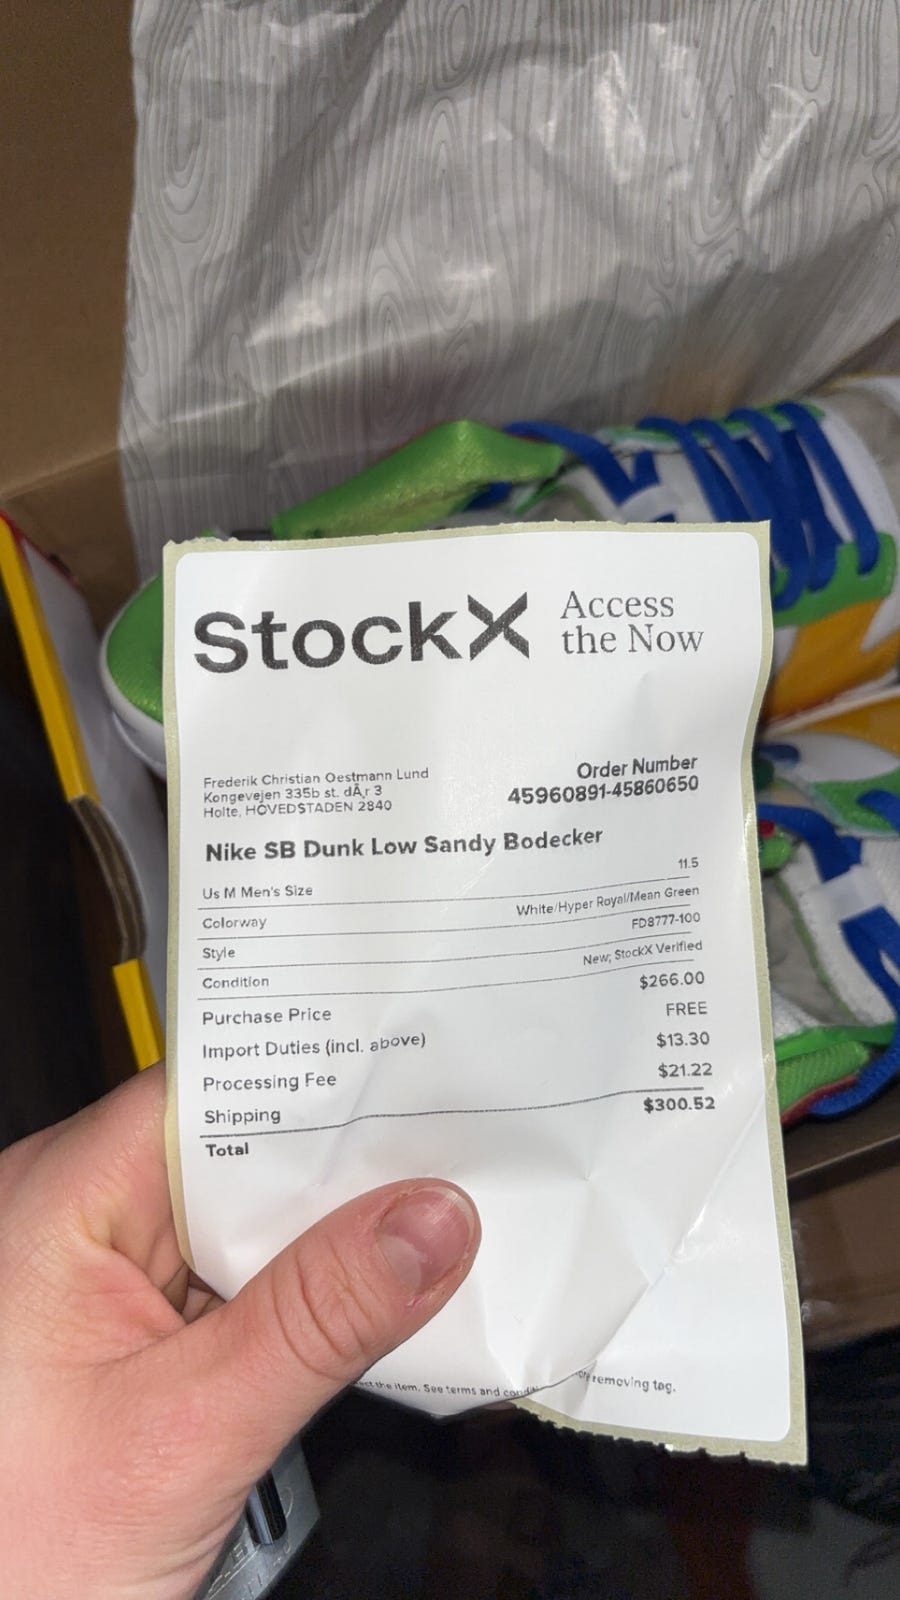 StockX Access
the Now
Frederik Christian Oestmann Lund
Kongevejen 335b st. dÃ¸r 3
Holte, HOVEDSTADEN 2840
Order Number
45960891-45860650
Nike SB Dunk Low Sandy Bodecker
Us M Men's Size 11.5
Colorway White/Hyper Royal/Mean Green
Style FD8777-100
Condition New; StockX Verified
Purchase Price $266.00
Import Duties (incl. above) FREE
Processing Fee $13.30
Shipping $21.22
Total $300.52
the item. See terms and removing tag.